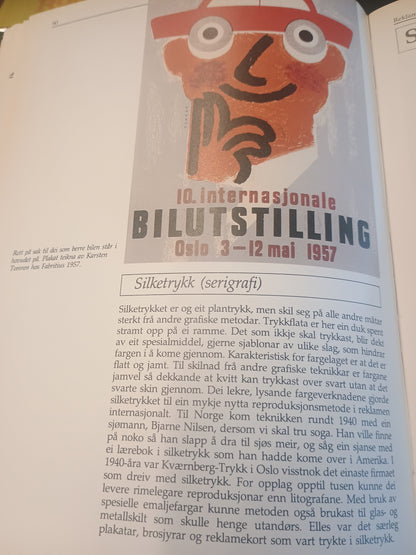 90
Reklam
S
10. internasjonale
BILUTSTILLING
Oslo 3–12 mai 1957
Rett på sak til dei som berre bilen står i
hovudet på. Plakat teikna av Karsten
Tømren hos Fabritius 1957.
Silketrykk (serigrafi)
Silketrykket er og eit plantrykk, men skil seg på alle andre måtar
sterkt frå andre grafiske metodar. Trykkflata er her ein duk spent
stramt opp på ei ramme. Det som ikkje skal trykkast, blir dekt
av eit spesialmiddel, gjerne sjablonar av ulike slag, som hindrar
fargen i å kome gjennom. Karakteristisk for fargelaget er at det er
flatt og jamt. Til skilnad frå andre grafiske teknikkar er fargane
jamvel så dekkande at kvitt kan trykkast over svart utan at det
svarte skin gjennom. Dei lekre, lysande fargeverknadene gjorde
silketrykket til ein mykje nytta reproduksjonsmetode i reklamen
internasjonalt. Til Norge kom teknikken rundt 1940 med ein
sjømann, Bjarne Nilsen, dersom vi skal tru soga. Han ville finne
på noko så han slapp å dra til sjøs meir, og såg ein sjanse med
ei lærebok i silketrykk som han hadde kome over i Amerika. I
1940-åra var Kværnberg-Trykk i Oslo visstnok det einaste firmaet
som dreiv med silketrykk. For opplag opptil tusen kunne dei
levere rimelegare reproduksjonar enn litografane. Med bruk av
spesielle emaljefargar kunne metoden også brukast til glas- og
metallskilt som skulle henge utandørs. Elles var det særleg
plakatar, brosjyrar og reklamekort som vart trykte i silketrykk.